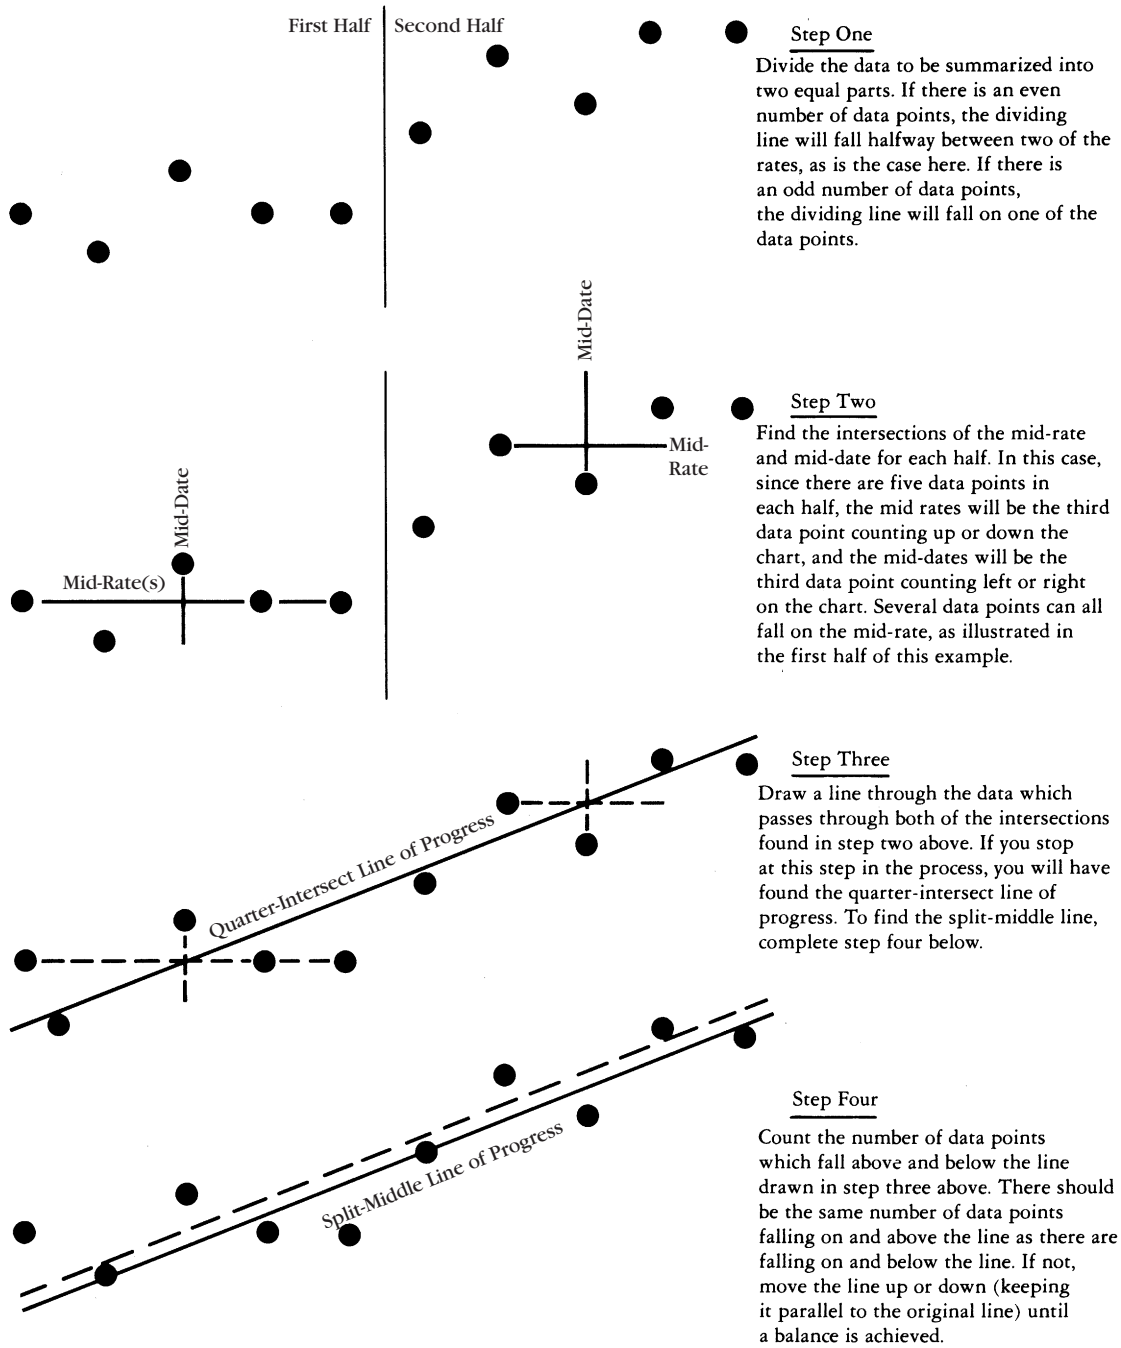 First Half
Second Half
Step One
Divide the data to be summarized into
two equal parts. If there is an even
number of data points, the dividing
line will fall halfway between two of the
rates, as is the case here. If there is
an odd number of data points,
the dividing line will fall on one of the
data points.
Mid-Date
Step Two
Find the intersections of the mid-rate
and mid-date for each half. In this case,
since there are five data points in
each half, the mid rates will be the third
data point counting up or down the
chart, and the mid-dates will be the
third data point counting left or right
on the chart. Several data points can all
fall on the mid-rate, as illustrated in
the first half of this example.
Mid-
Rate
Mid-Date
Mid-Rate(s)
Step Three
Draw a line through the data which
passes through both of the intersections
found in step two above. If you stop
at this step in the process, you will have
found the quarter-intersect line of
progress. To find the split-middle line,
complete step four below.
Quarter-Intersect Line of Progress
Step Four
Count the number of data points
which fall above and below the line
drawn in step three above. There should
be the same number of data points
falling on and above the line as there are
falling on and below the line. If not,
move the line up or down (keeping
it parallel to the original line) until
a balance is achieved.
Split-Middle Line of Progress